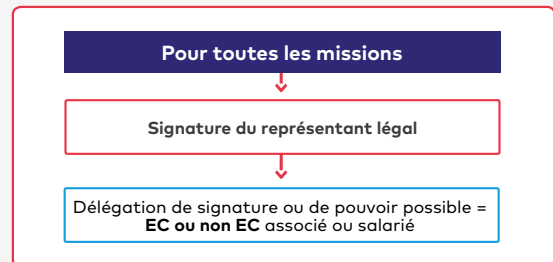 Pour toutes les missions
Signature du représentant légal
Délégation de signature ou de pouvoir possible =
EC ou non EC associé ou salarié